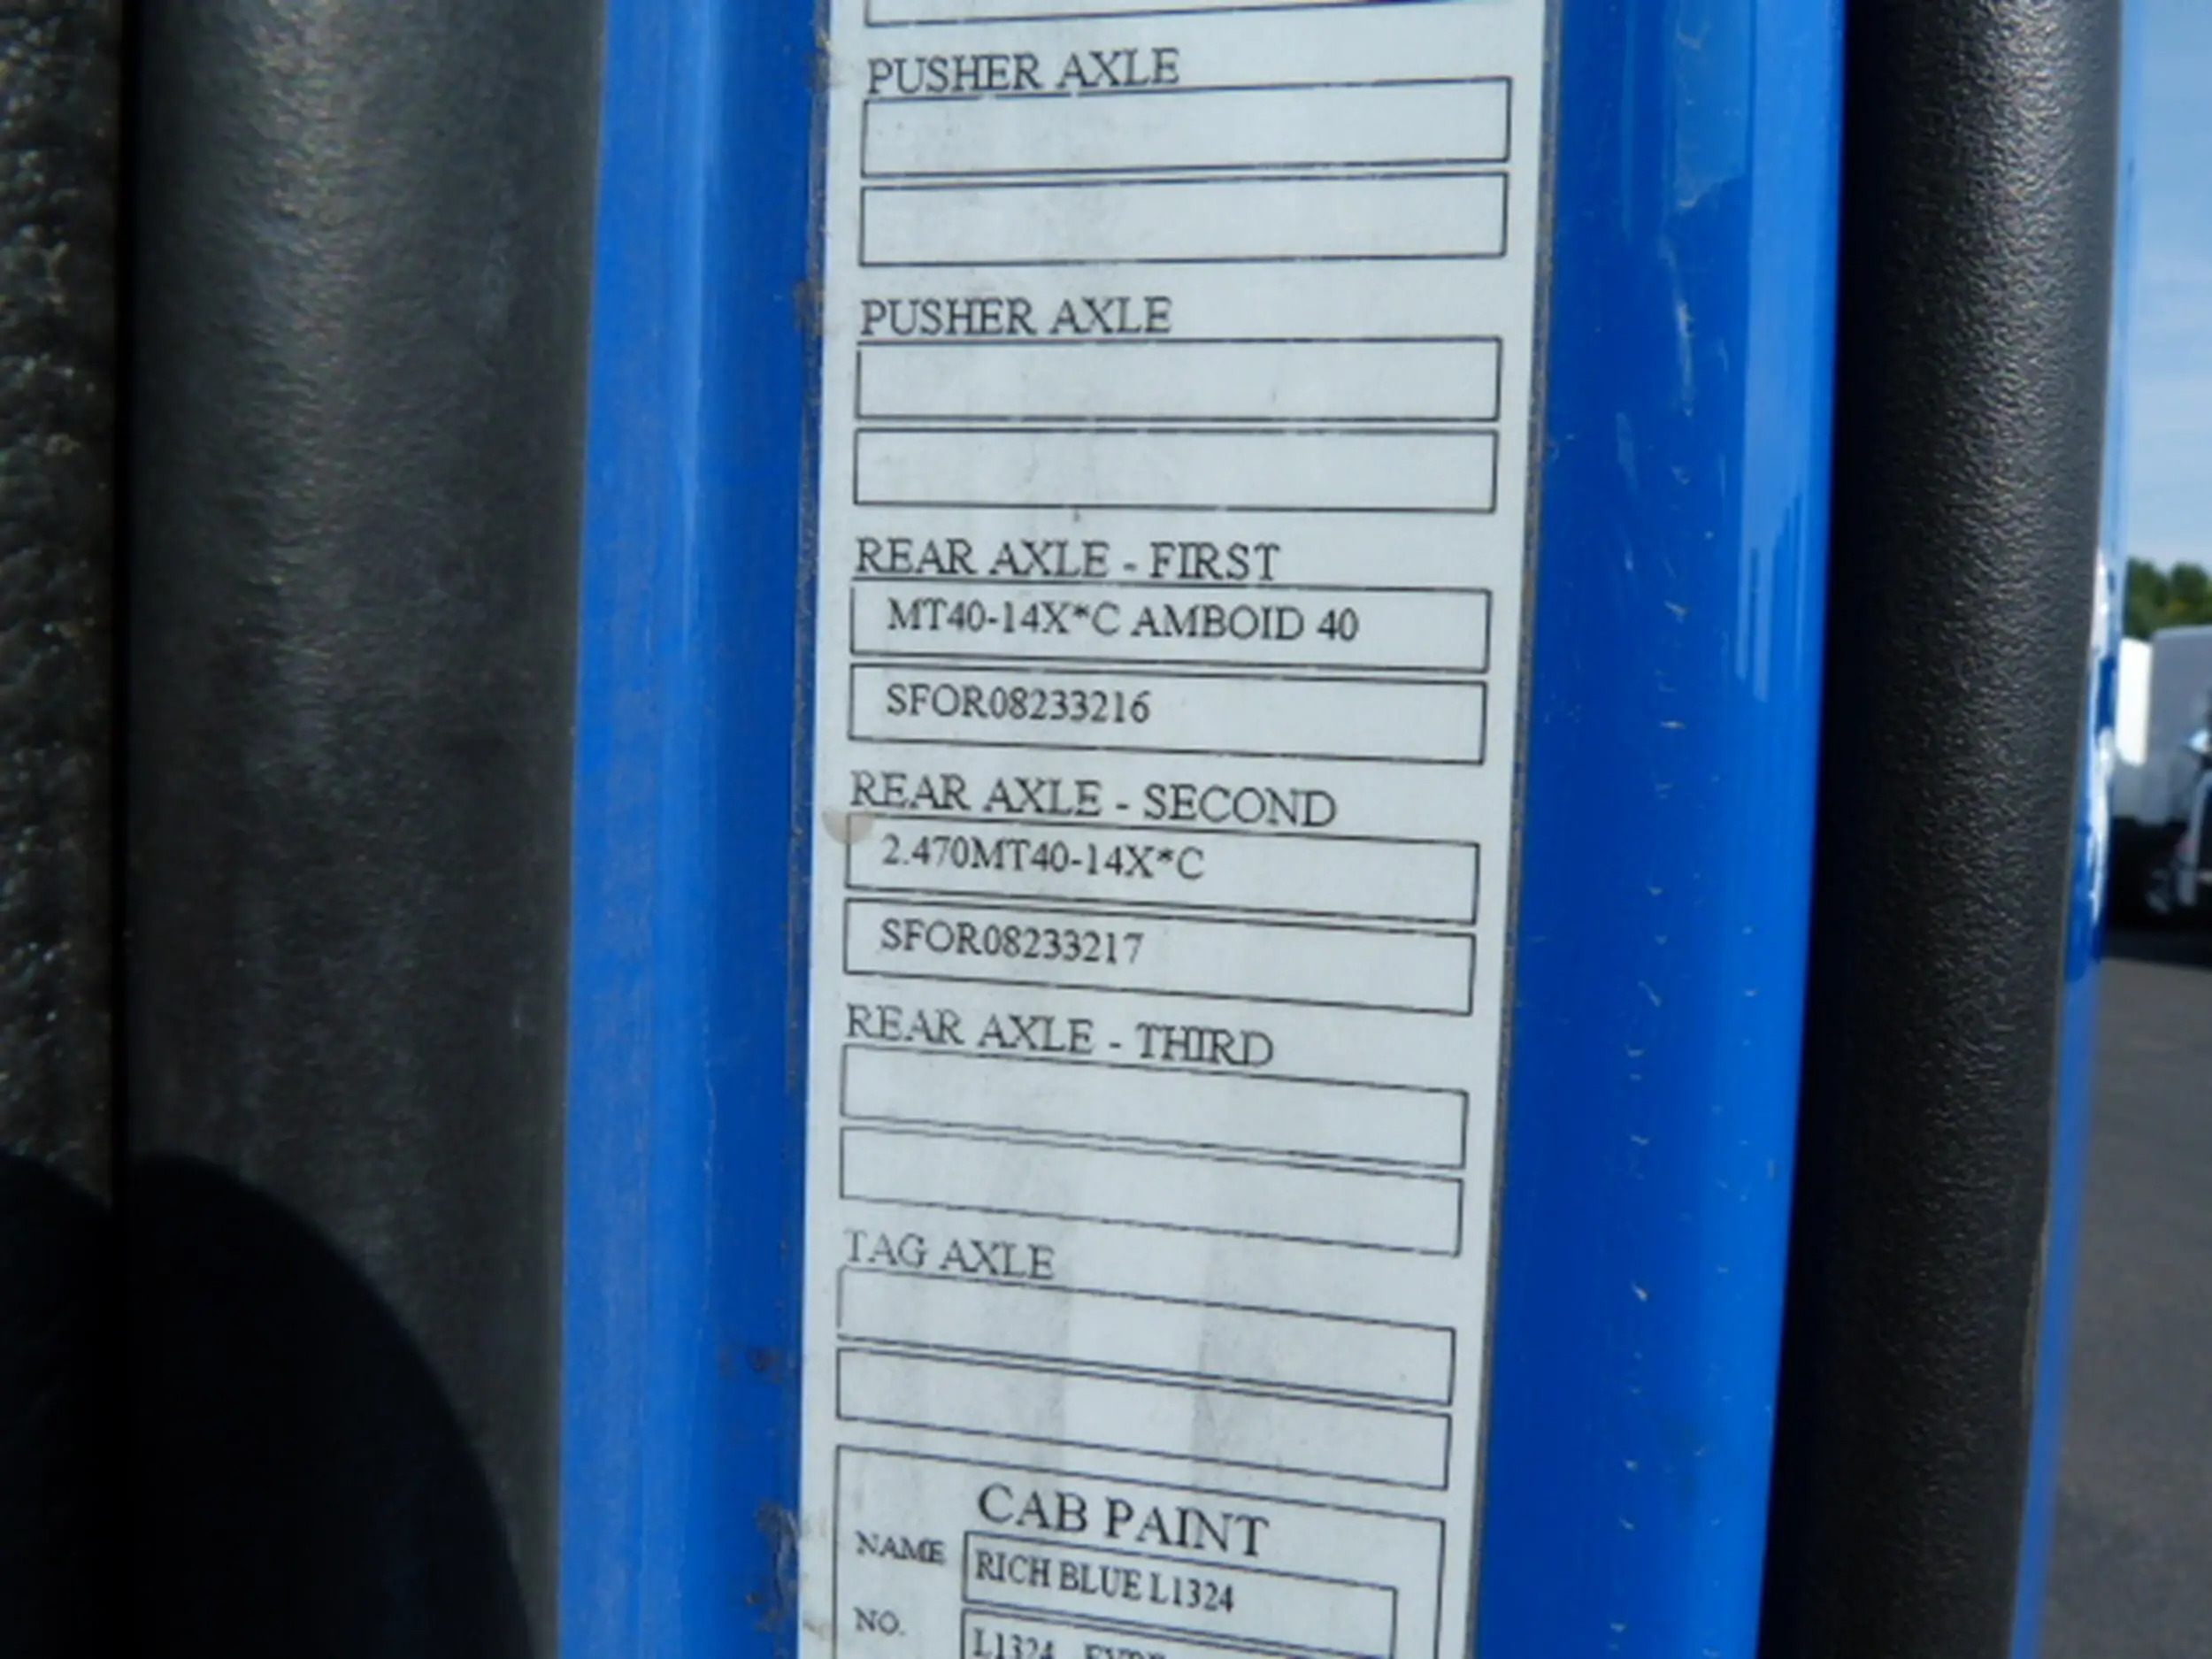 PUSHER AXLE
PUSHER AXLE
REAR AXLE - FIRST
MT40-14X*C AMBOID 40
SFOR08233216
REAR AXLE - SECOND
2.470MT40-14X*C
SFOR08233217
REAR AXLE - THIRD
TAG AXLE
CAB PAINT
NAME RICH BLUE L1324
NO. L1324